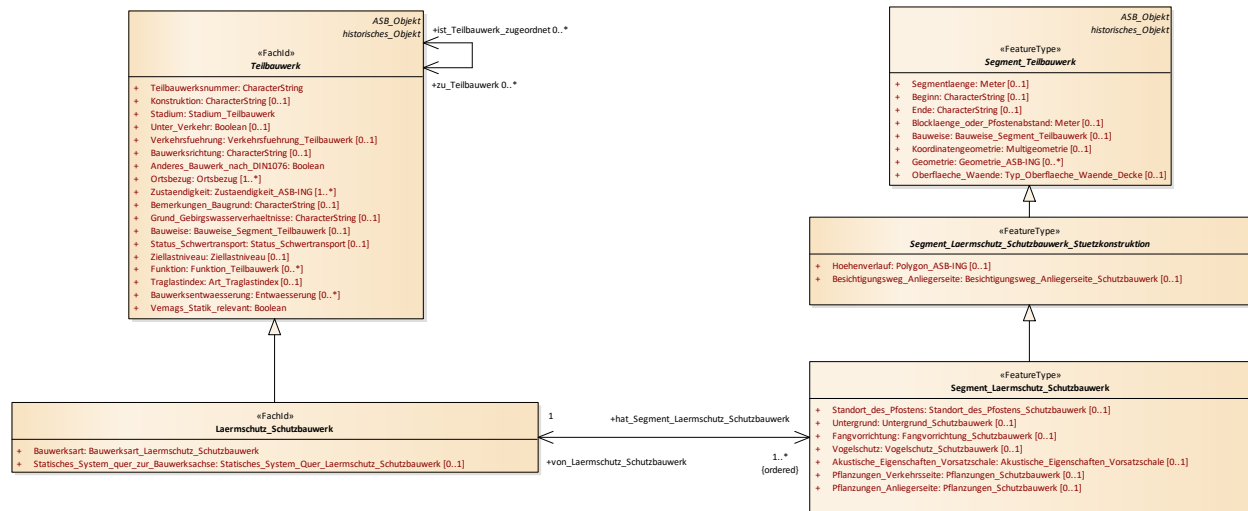 ASB_Objekt
historisches_Objekt
«FachId»
Teilbauwerk
+ Teilbauwerksnummer: CharacterString
+ Konstruktion: CharacterString [0..1]
+ Stadium: Stadium_Teilbauwerk
+ Unter_Verkehr: Boolean [0..1]
+ Verkehrsfuehrung: Verkehrsfuehrung_Teilbauwerk [0..1]
+ Bauwerksrichtung: CharacterString [0..1]
+ Anderes_Bauwerk_nach_DIN1076: Boolean
+ Ortsbezug: Ortsbezug [1..*]
+ Zustaendigkeit: Zustaendigkeit_ASB-ING [1..*]
+ Bemerkungen_Baugrund: CharacterString [0..1]
+ Grund_Gebirgswasserverhaeltnisse: CharacterString [0..1]
+ Bauweise: Bauweise_Segment_Teilbauwerk [0..1]
+ Status_Schwertransport: Status_Schwertransport [0..1]
+ Ziellastniveau: Ziellastniveau [0..1]
+ Funktion: Funktion_Teilbauwerk [0..*]
+ Traglastindex: Art_Traglastindex [0..1]
+ Bauwerksentwaesserung: Entwaesserung [0..*]
+ Vemags_Statik_relevant: Boolean
+ist_Teilbauwerk_zugeordnet 0..*
+zu_Teilbauwerk 0..*
ASB_Objekt
historisches_Objekt
«FeatureType»
Segment_Teilbauwerk
+ Segmentlaenge: Meter [0..1]
+ Beginn: CharacterString [0..1]
+ Ende: CharacterString [0..1]
+ Blocklaenge_oder_Pfostenabstand: Meter [0..1]
+ Bauweise: Bauweise_Segment_Teilbauwerk [0..1]
+ Koordinatengeometrie: Multigeometrie [0..1]
+ Geometrie: Geometrie_ASB-ING [0..*]
+ Oberflaeche_Waende: Typ_Oberflaeche_Waende_Decke [0..1]
«FeatureType»
Segment_Laermschutz_Schutzbauwerk_Stuetzkonstruktion
+ Hoehenverlauf: Polygon_ASB-ING [0..1]
+ Besichtigungsweg_Anliegerseite: Besichtigungsweg_Anliegerseite_Schutzbauwerk [0..1]
«FachId»
Laermschutz_Schutzbauwerk
+ Bauwerksart: Bauwerksart_Laermschutz_Schutzbauwerk
+ Statisches_System_quer_zur_Bauwerksachse: Statisches_System_Quer_Laermschutz_Schutzbauwerk [0..1]
1
+hat_Segment_Laermschutz_Schutzbauwerk
+von_Laermschutz_Schutzbauwerk
1..*
{ordered}
«FeatureType»
Segment_Laermschutz_Schutzbauwerk
+ Standort_des_Pfostens: Standort_des_Pfostens_Schutzbauwerk [0..1]
+ Untergrund: Untergrund_Schutzbauwerk [0..1]
+ Fangvorrichtung: Fangvorrichtung_Schutzbauwerk [0..1]
+ Vogelschutz: Vogelschutz_Schutzbauwerk [0..1]
+ Akustische_Eigenschaften_Vorsatzschale: Akustische_Eigenschaften_Vorsatzschale [0..1]
+ Pflanzungen_Verkehrsseite: Pflanzungen_Schutzbauwerk [0..1]
+ Pflanzungen_Anliegerseite: Pflanzungen_Schutzbauwerk [0..1]